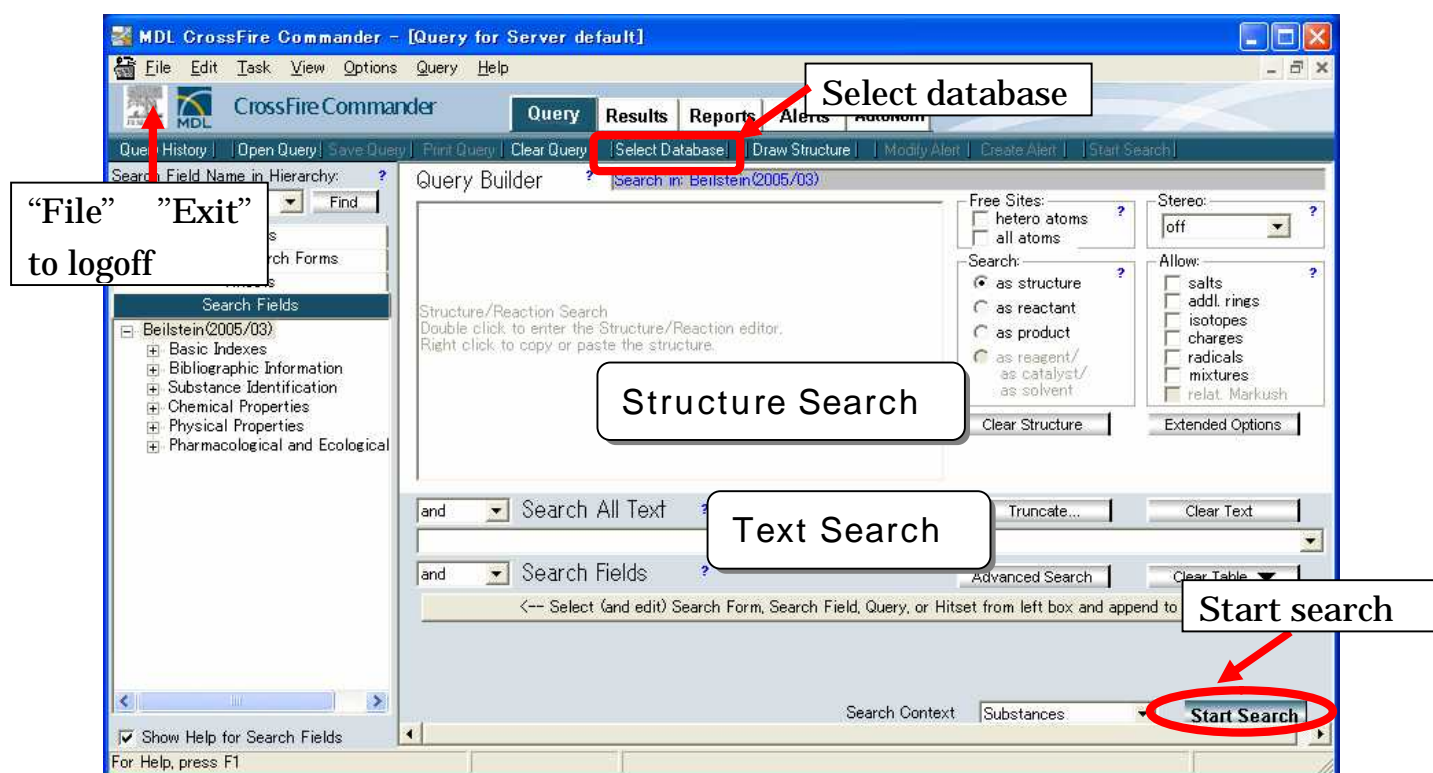 MDL CrossFire Commander - [Query for Server default]
File Edit Task View Options Query Help
Select database
MDL CrossFire Commander Query Results Reports Alerts AutoNom
Query History Open Query Save Query Print Query Clear Query Select Database Draw Structure Modify Alert Create Alert Start Search
Search Field Name in Hierarchy: ?
Find
“File” ”Exit”
to logoff
rch Forms
Search Fields
Beilstein(2005/03)
Basic Indexes
Bibliographic Information
Substance Identification
Chemical Properties
Physical Properties
Pharmacological and Ecological
Show Help for Search Fields
Query Builder ? Search in: Beilstein(2005/03)
Structure/Reaction Search
Double click to enter the Structure/Reaction editor.
Right click to copy or paste the structure.
Structure Search
Free Sites: ?
hetero atoms
all atoms
Stereo: ?
off
Search: ?
as structure
as reactant
as product
as reagent/
as catalyst/
as solvent
Allow: ?
salts
addl. rings
isotopes
charges
radicals
mixtures
relat. Markush
Clear Structure Extended Options
and Search All Text ? Truncate... Clear Text
Text Search
and Search Fields ? Advanced Search Clear Table
<-- Select (and edit) Search Form, Search Field, Query, or Hitset from left box and append to
Start search
Search Context Substances Start Search
For Help, press F1